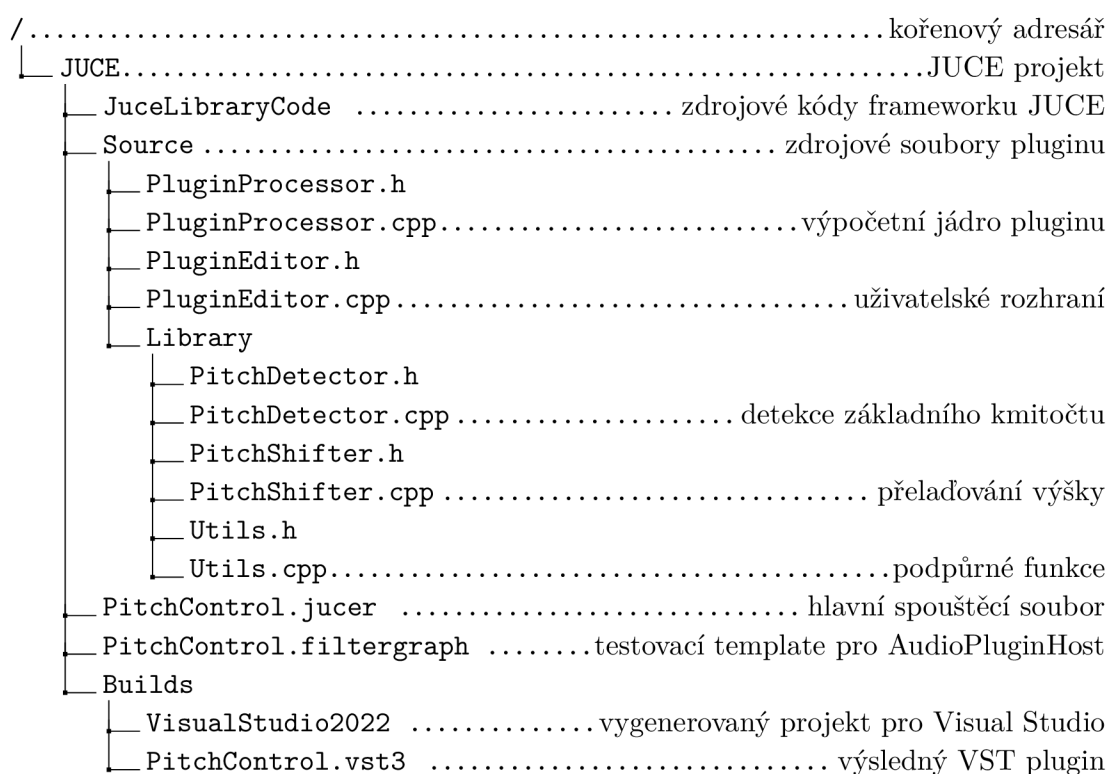 / ........ kořenový adresář
JUCE ........ JUCE projekt
JuceLibraryCode ........ zdrojové kódy frameworku JUCE
Source ........ zdrojové soubory pluginu
PluginProcessor.h
PluginProcessor.cpp ........ výpočetní jádro pluginu
PluginEditor.h
PluginEditor.cpp ........ uživatelské rozhraní
Library
PitchDetector.h
PitchDetector.cpp ........ detekce základního kmitočtu
PitchShifter.h
PitchShifter.cpp ........ přelaďování výšky
Utils.h
Utils.cpp ........ podpůrné funkce
PitchControl.jucer ........ hlavní spouštěcí soubor
PitchControl.filtergraph ........ testovací template pro AudioPluginHost
Builds
VisualStudio2022 ........ vygenerovaný projekt pro Visual Studio
PitchControl.vst3 ........ výsledný VST plugin